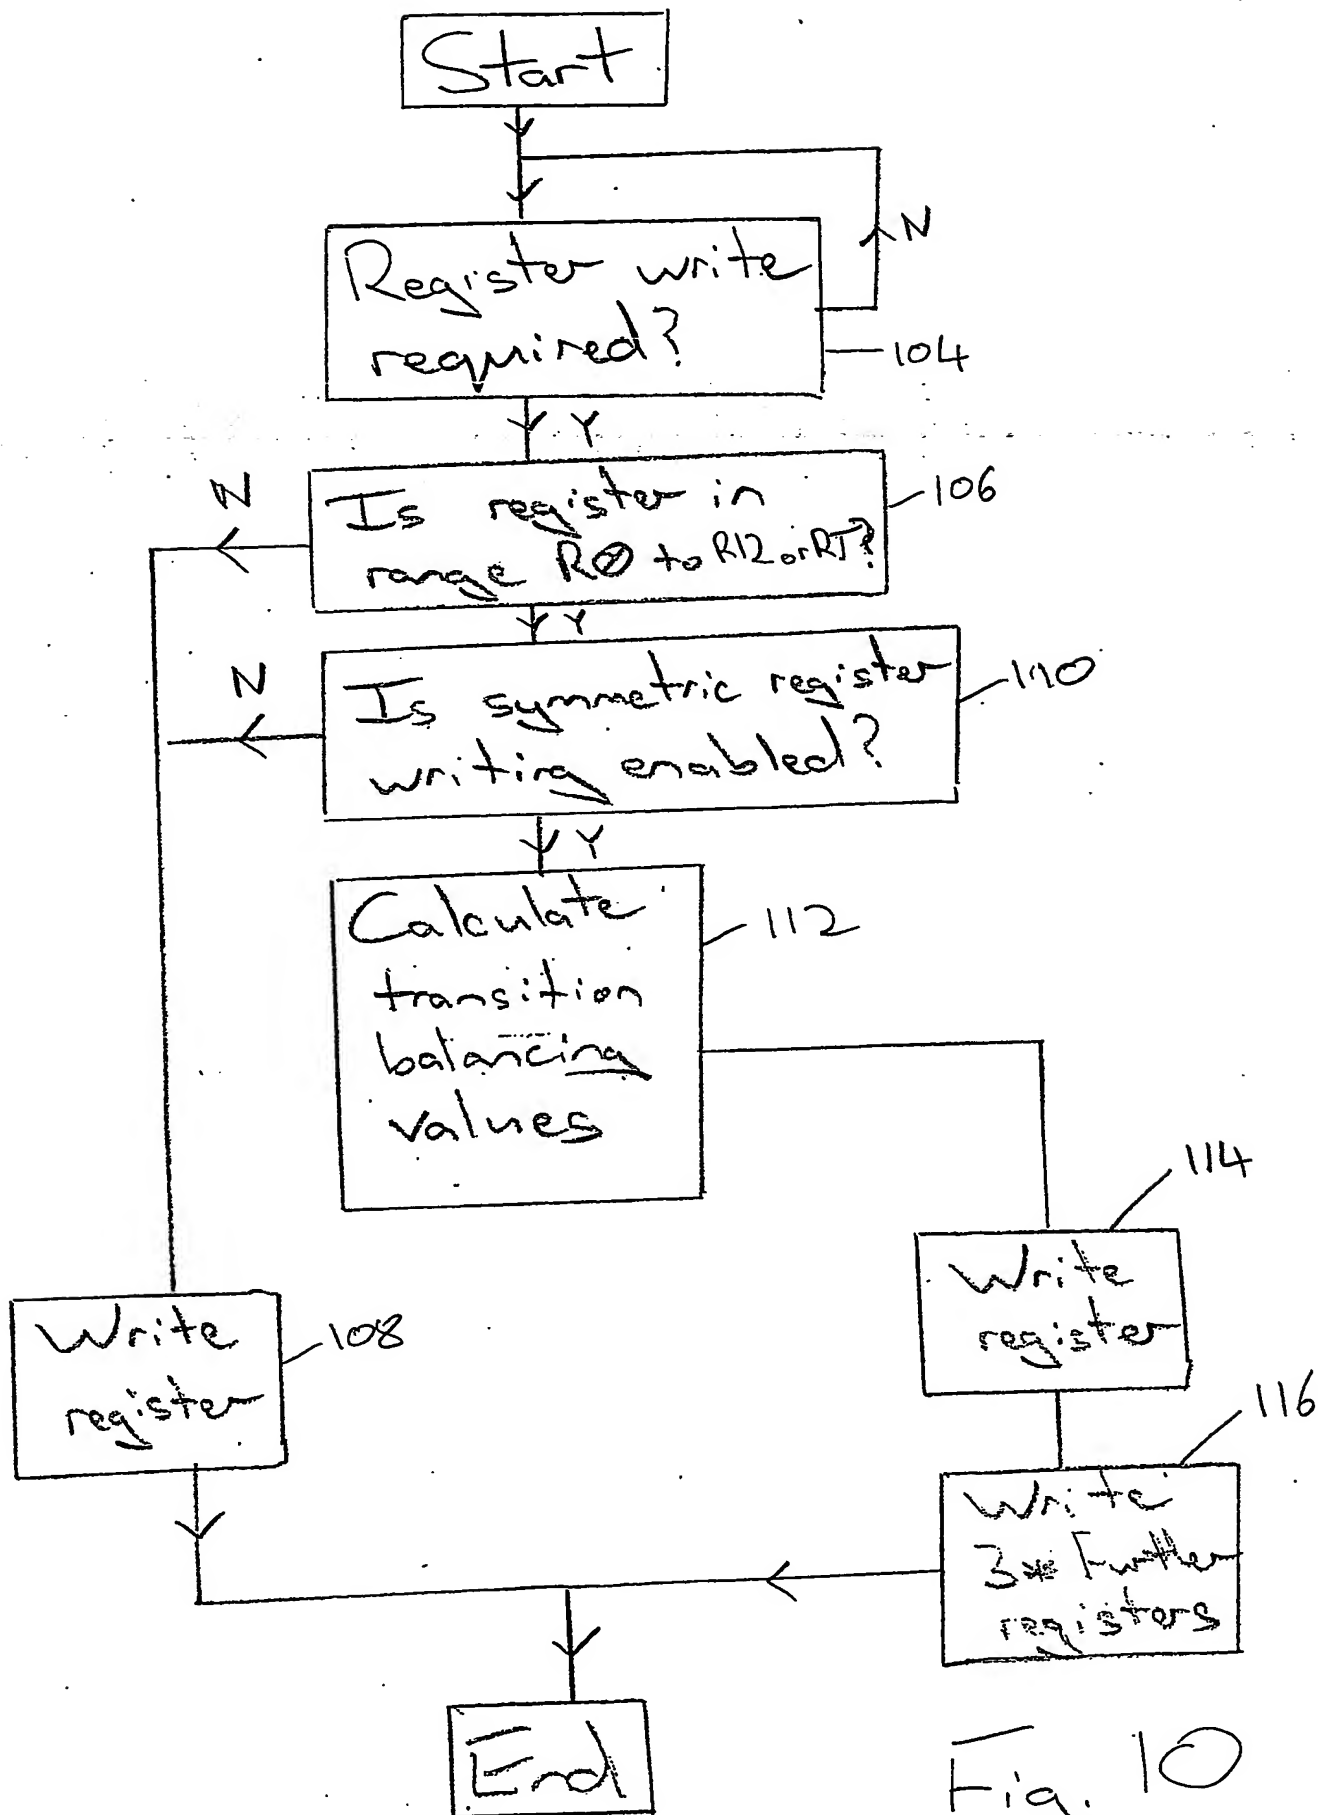 Start
N
Register write
required?
104
Y
N
Is register in
range R0 to R12 or RT?
106
Y
N
Is symmetric register
writing enabled?
110
Y
Calculate
transition
balancing
values
112
114
Write
register
Write
register
108
116
Write
3* Further
registers
End
Fig. 10